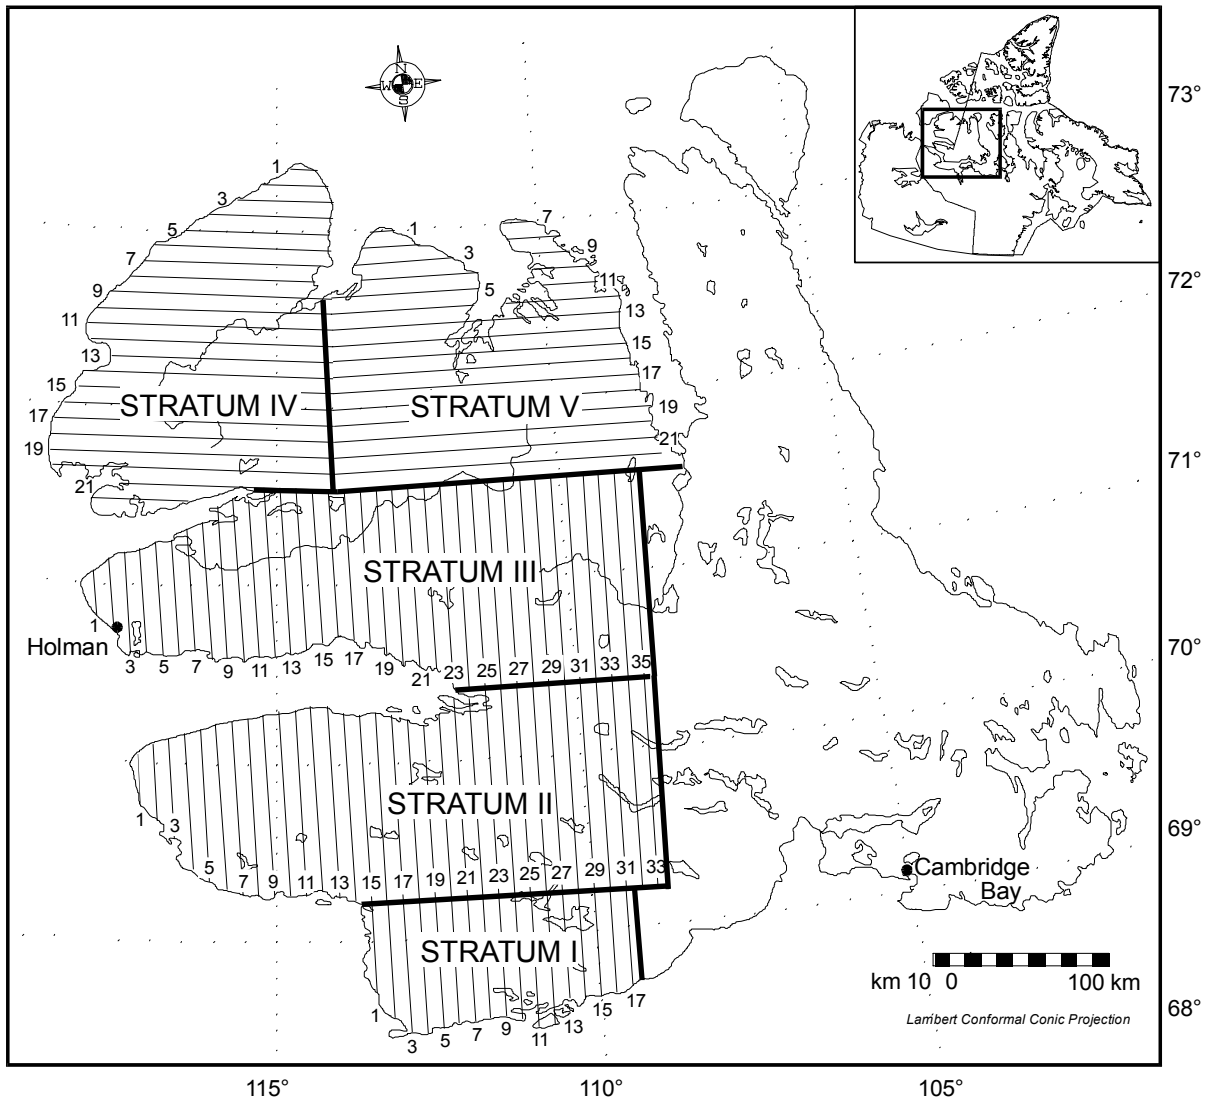 N
W E
S
73°
72°
71°
70°
69°
68°
1
3
5
7
9
11
13
15
17
19
21
STRATUM IV
1
3
5
7
9
11
13
15
17
19
21
STRATUM V
STRATUM III
1
Holman
3 5 7 9 11 13 15 17 19 21 23 25 27 29 31 33 35
STRATUM II
1 3 5 7 9 11 13 15 17 19 21 23 25 27 29 31 33
Cambridge
Bay
STRATUM I
1 3 5 7 9 11 13 15 17
km 10 0 100 km
Lambert Conformal Conic Projection
115° 110° 105°